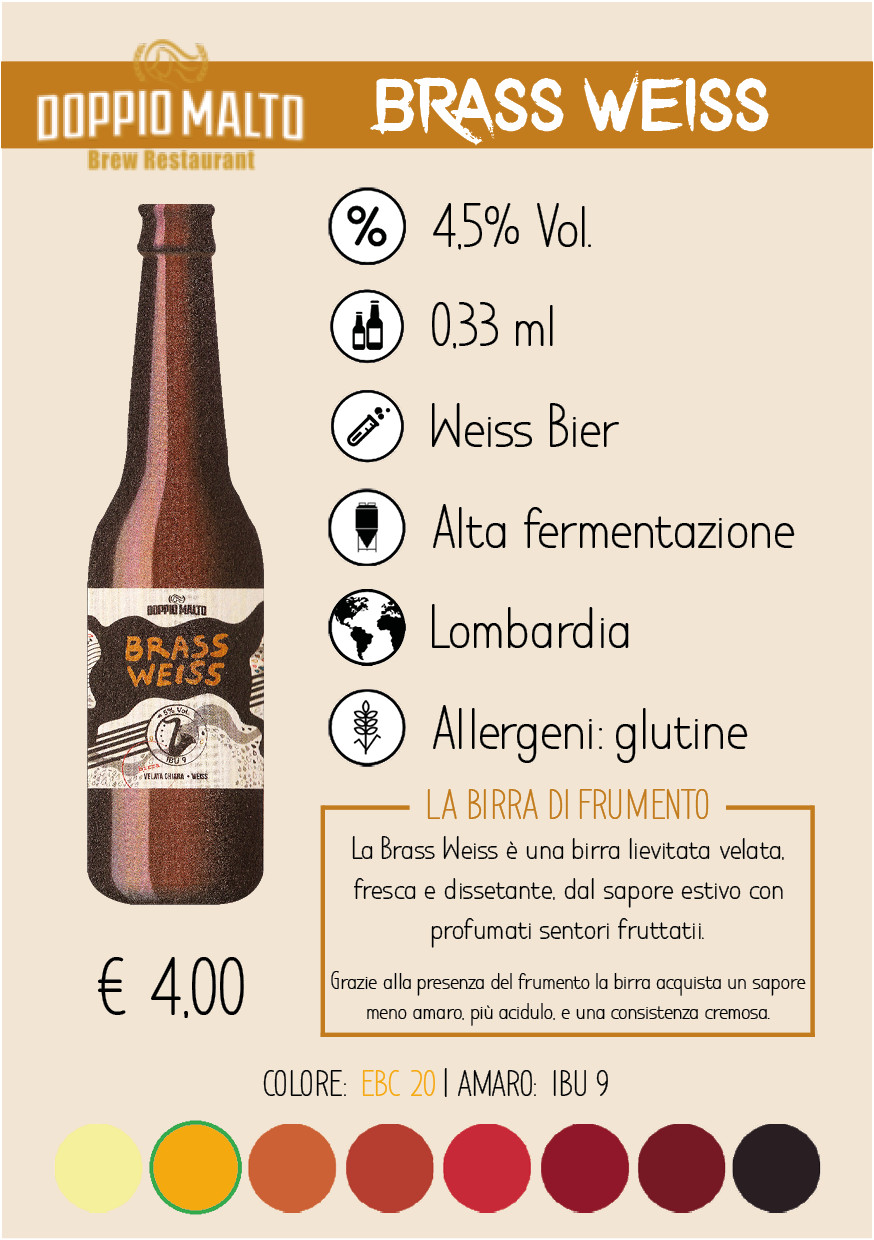 DOPPIO MALTO
Brew Restaurant
BRASS WEISS
4,5% Vol.
0,33 ml
Weiss Bier
Alta fermentazione
Lombardia
Allergeni: glutine
DOPPIO MALTO
BRASS
WEISS
5% Vol.
IBU 9
VELATA CHIARA • WEISS
€ 4,00
LA BIRRA DI FRUMENTO
La Brass Weiss è una birra lievitata velata,
fresca e dissetante, dal sapore estivo con
profumati sentori fruttatii.
Grazie alla presenza del frumento la birra acquista un sapore
meno amaro, più acidulo, e una consistenza cremosa.
COLORE: EBC 20 | AMARO: IBU 9